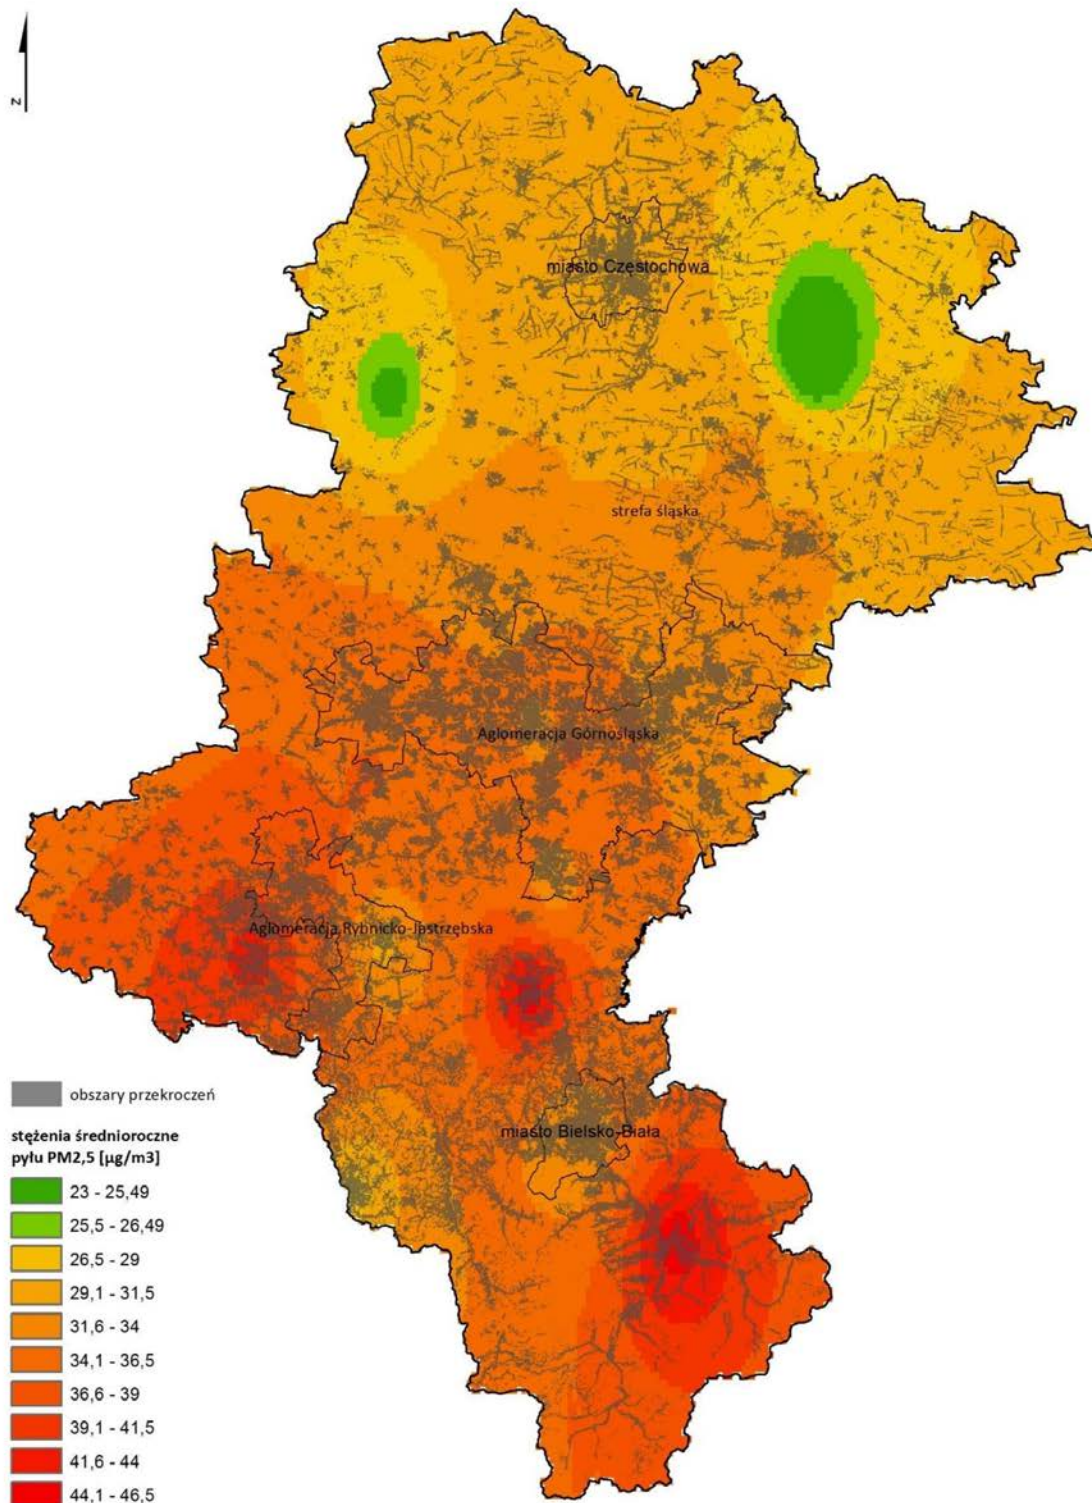 N
miasto Częstochowa
strefa śląska
Aglomeracja Górnośląska
Aglomeracja Rybnicko-Jastrzębska
miasto Bielsko-Biała
obszary przekroczeń
stężenia średnioroczne
pyłu PM2,5 [µg/m3]
23 - 25,49
25,5 - 26,49
26,5 - 29
29,1 - 31,5
31,6 - 34
34,1 - 36,5
36,6 - 39
39,1 - 41,5
41,6 - 44
44,1 - 46,5